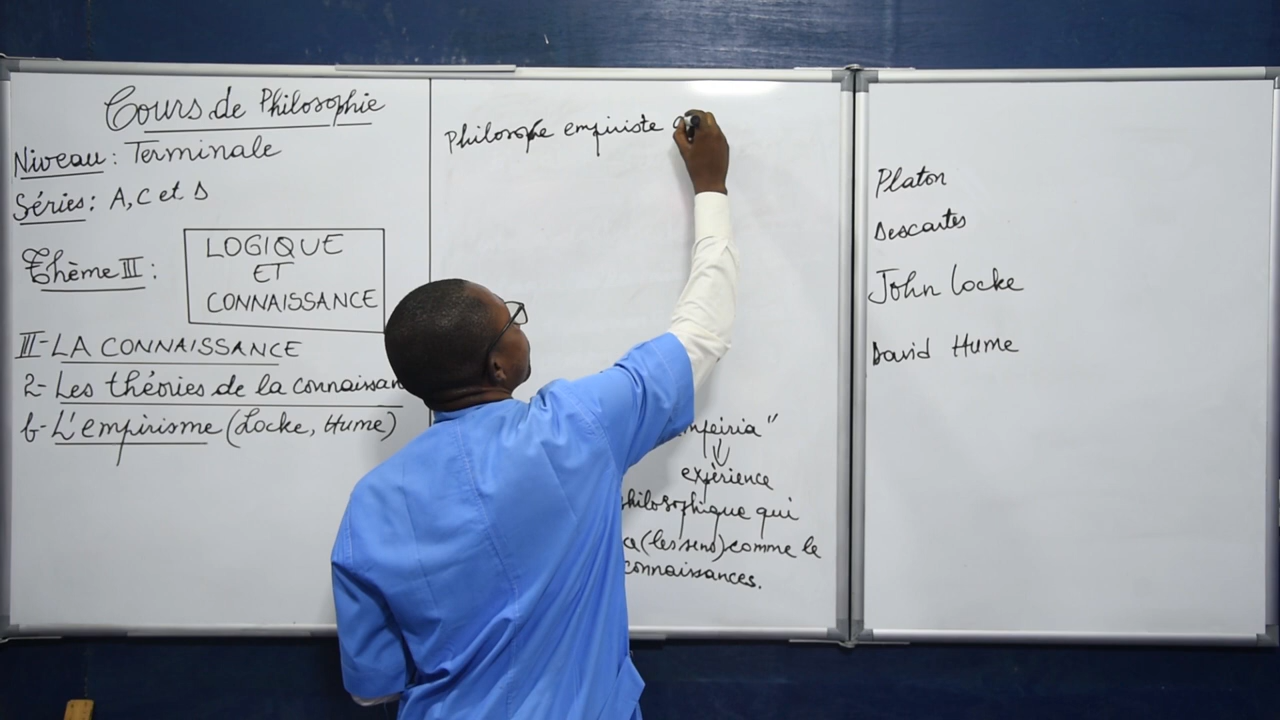 Cours de Philosophie
Niveau : Terminale
Séries : A, C et D
Thème III :
LOGIQUE
ET
CONNAISSANCE
II- LA CONNAISSANCE
2- Les théories de la connaissan
b- L'empirisme (Locke, Hume)
Philosophe empiriste
mpeiria"
expérience
philosophique qui
(les sens) comme le
connaissances.
Platon
Descartes
John Locke
David Hume